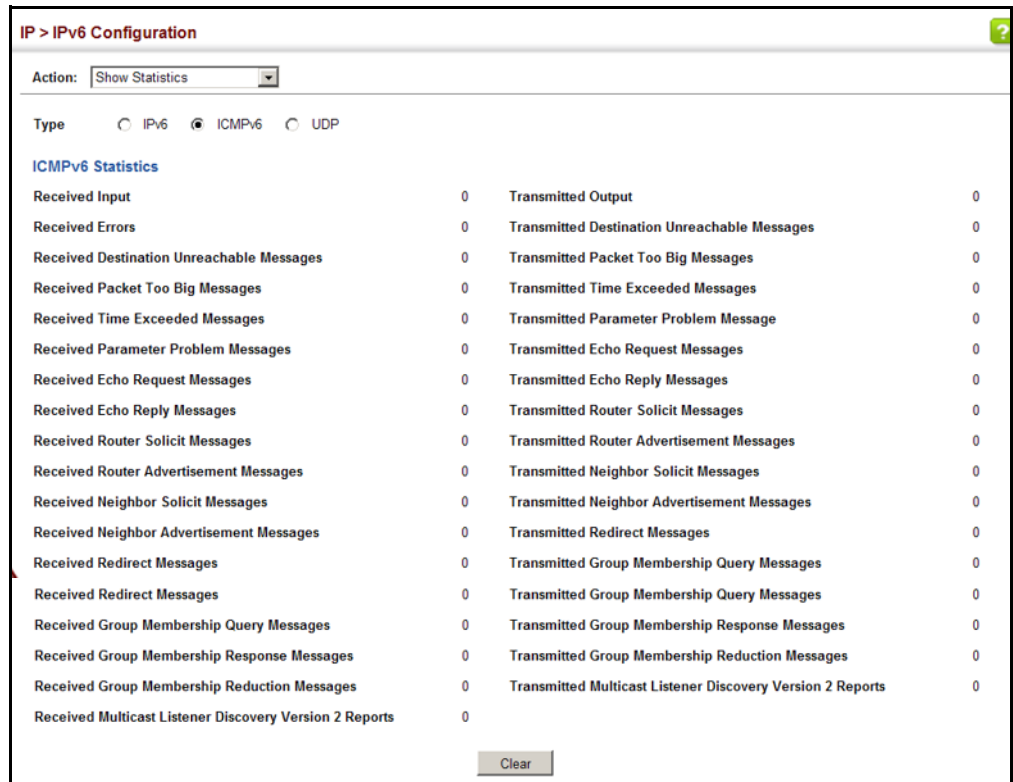 IP > IPv6 Configuration
?
Action: Show Statistics
Type IPv6 ICMPv6 UDP
ICMPv6 Statistics
Received Input 0 Transmitted Output 0
Received Errors 0 Transmitted Destination Unreachable Messages 0
Received Destination Unreachable Messages 0 Transmitted Packet Too Big Messages 0
Received Packet Too Big Messages 0 Transmitted Time Exceeded Messages 0
Received Time Exceeded Messages 0 Transmitted Parameter Problem Message 0
Received Parameter Problem Messages 0 Transmitted Echo Request Messages 0
Received Echo Request Messages 0 Transmitted Echo Reply Messages 0
Received Echo Reply Messages 0 Transmitted Router Solicit Messages 0
Received Router Solicit Messages 0 Transmitted Router Advertisement Messages 0
Received Router Advertisement Messages 0 Transmitted Neighbor Solicit Messages 0
Received Neighbor Solicit Messages 0 Transmitted Neighbor Advertisement Messages 0
Received Neighbor Advertisement Messages 0 Transmitted Redirect Messages 0
Received Redirect Messages 0 Transmitted Group Membership Query Messages 0
Received Redirect Messages 0 Transmitted Group Membership Query Messages 0
Received Group Membership Query Messages 0 Transmitted Group Membership Response Messages 0
Received Group Membership Response Messages 0 Transmitted Group Membership Reduction Messages 0
Received Group Membership Reduction Messages 0 Transmitted Multicast Listener Discovery Version 2 Reports 0
Received Multicast Listener Discovery Version 2 Reports 0
Clear